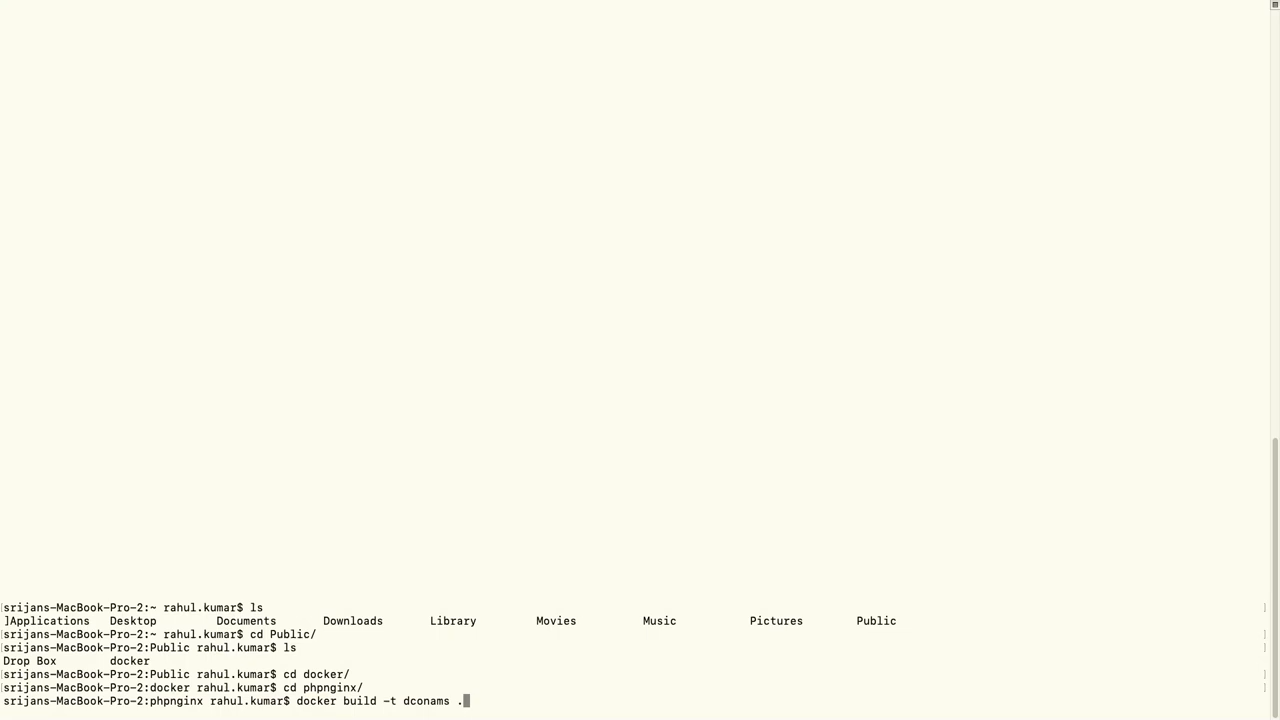 srijans-MacBook-Pro-2:~ rahul.kumar$ ls
]Applications Desktop Documents Downloads Library Movies Music Pictures Public
srijans-MacBook-Pro-2:~ rahul.kumar$ cd Public/
srijans-MacBook-Pro-2:Public rahul.kumar$ ls
Drop Box docker
srijans-MacBook-Pro-2:Public rahul.kumar$ cd docker/
srijans-MacBook-Pro-2:docker rahul.kumar$ cd phpnginx/
srijans-MacBook-Pro-2:phpnginx rahul.kumar$ docker build -t dconams .